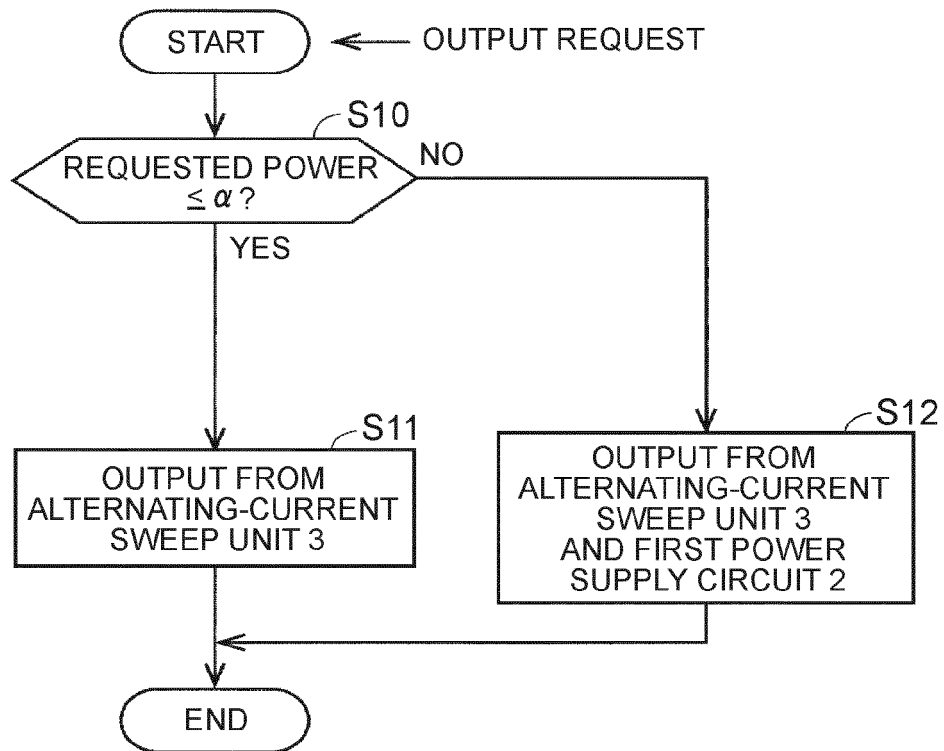 START
OUTPUT REQUEST
S10
REQUESTED POWER
≤ α ?
NO
YES
S11
OUTPUT FROM
ALTERNATING-CURRENT
SWEEP UNIT 3
S12
OUTPUT FROM
ALTERNATING-CURRENT
SWEEP UNIT 3
AND FIRST POWER
SUPPLY CIRCUIT 2
END